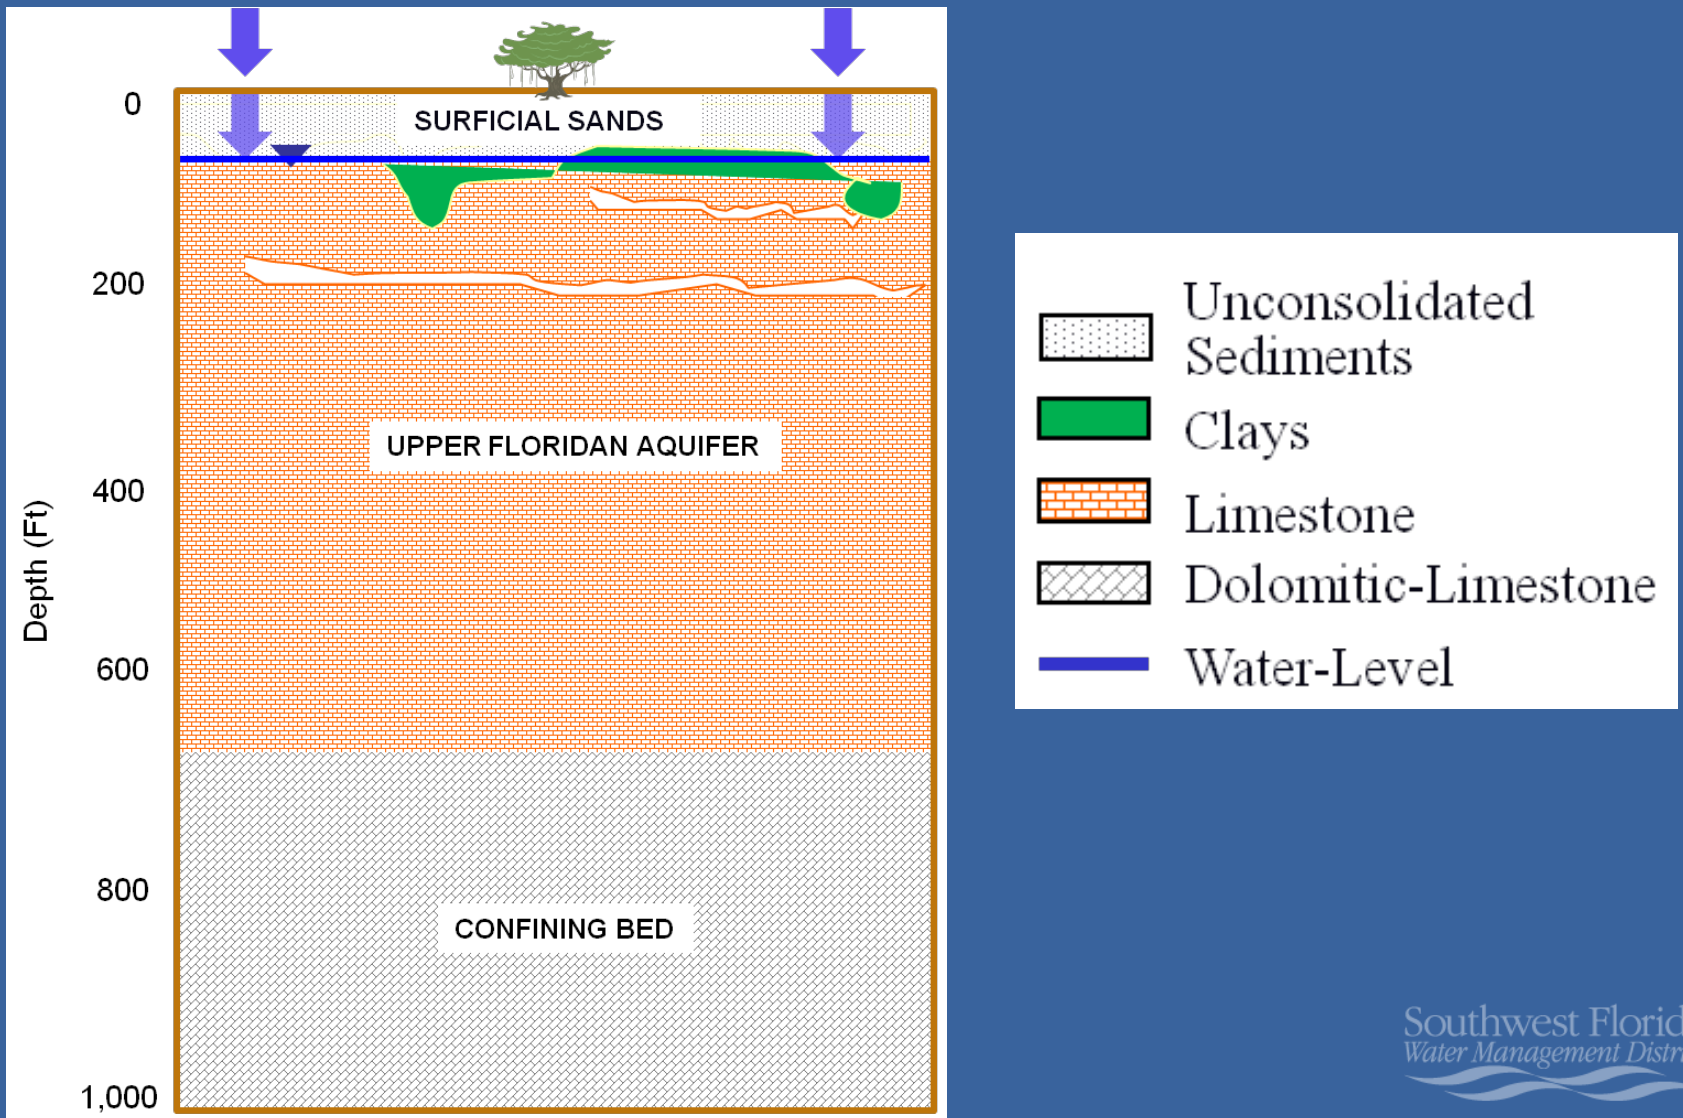 0
SURFICIAL SANDS
200
UPPER FLORIDAN AQUIFER
400
Depth (Ft)
600
800
CONFINING BED
1,000
Unconsolidated
Sediments
Clays
Limestone
Dolomitic-Limestone
Water-Level
Southwest Florid
Water Management Distr